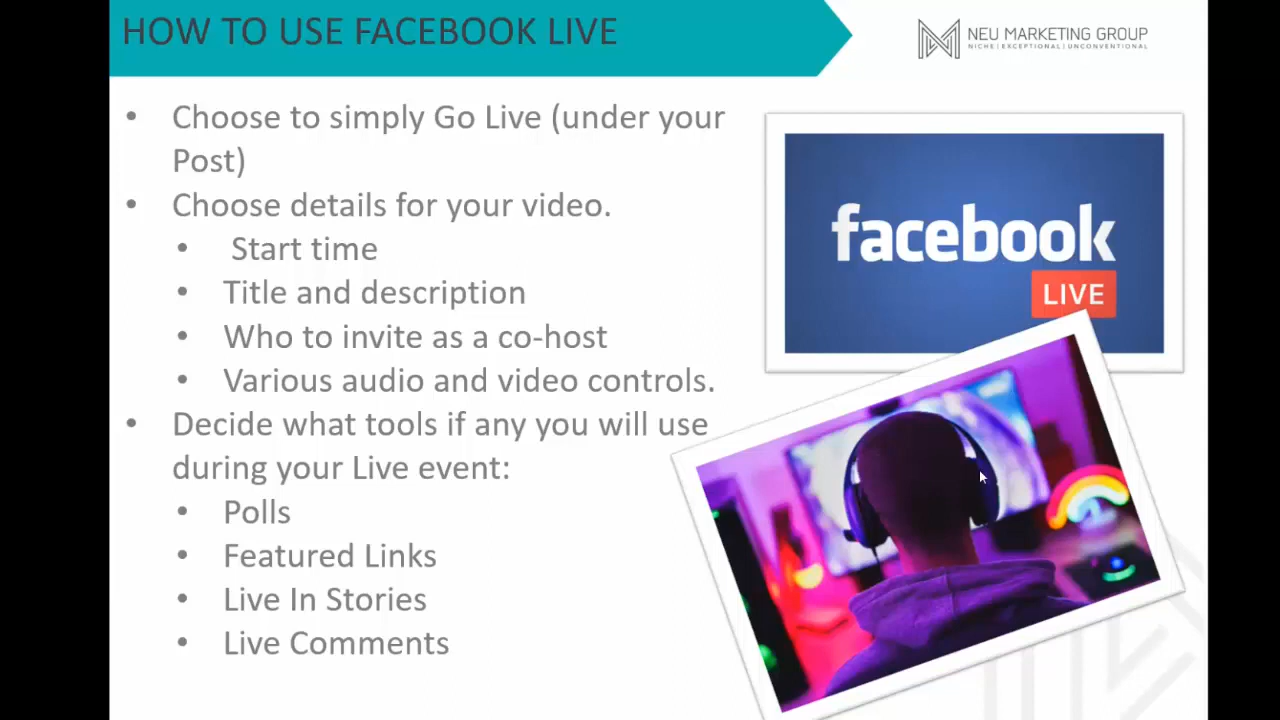 HOW TO USE FACEBOOK LIVE
NEU MARKETING GROUP
NICHE | EXCEPTIONAL | UNCONVENTIONAL
• Choose to simply Go Live (under your
Post)
• Choose details for your video.
• Start time
• Title and description
• Who to invite as a co-host
• Various audio and video controls.
• Decide what tools if any you will use
during your Live event:
• Polls
• Featured Links
• Live In Stories
• Live Comments
facebook
LIVE